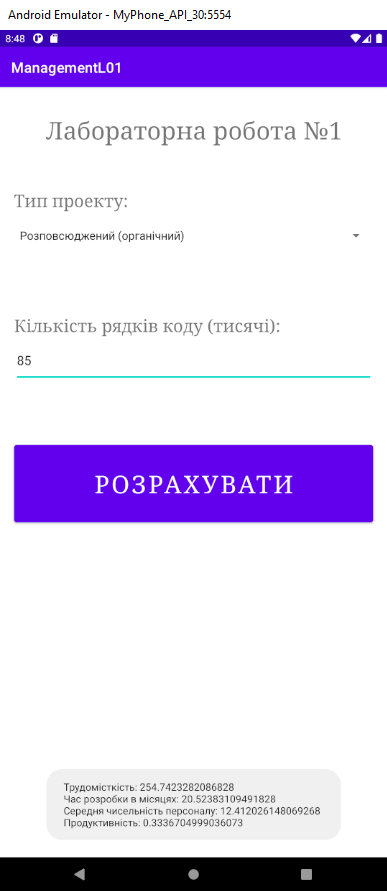 Android Emulator - MyPhone_API_30:5554
8:48
ManagementL01
Лабораторна робота №1
Тип проекту:
Розповсюджений (органічний)
Кількість рядків коду (тисячі):
85
РОЗРАХУВАТИ
Трудомісткість: 254.7423282086828
Час розробки в місяцях: 20.52383109491828
Середня чисельність персоналу: 12.412026148069268
Продуктивність: 0.3336704999036073